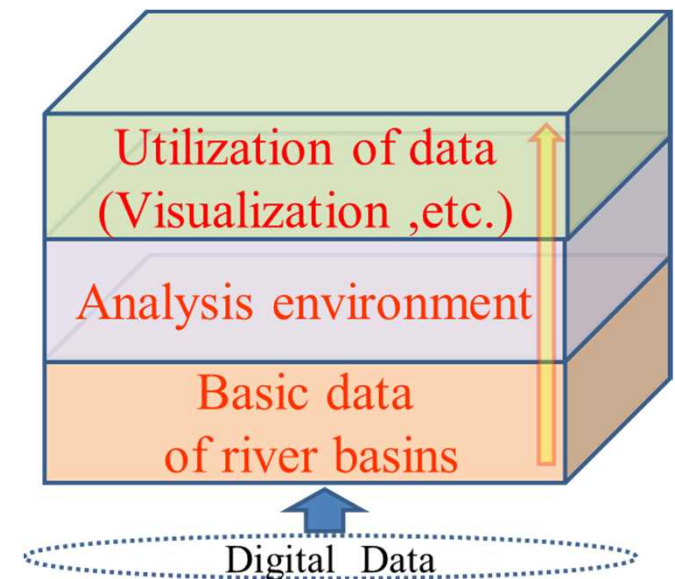 Utilization of data
(Visualization ,etc.)
Analysis environment
Basic data
of river basins
Digital Data